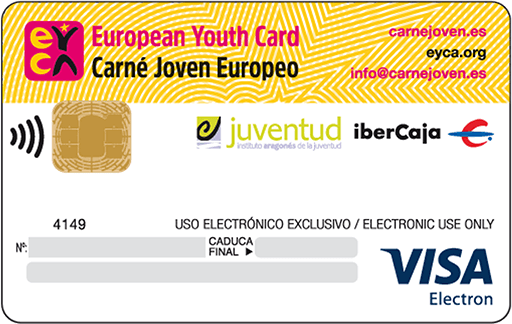 eyca
European Youth Card
Carné Joven Europeo
carnejoven.es
eyca.org
info@carnejoven.es
juventud
instituto aragonés de la juventud
iberCaja
4149
USO ELECTRÓNICO EXCLUSIVO / ELECTRONIC USE ONLY
Nº:
CADUCA
FINAL ►
VISA
Electron